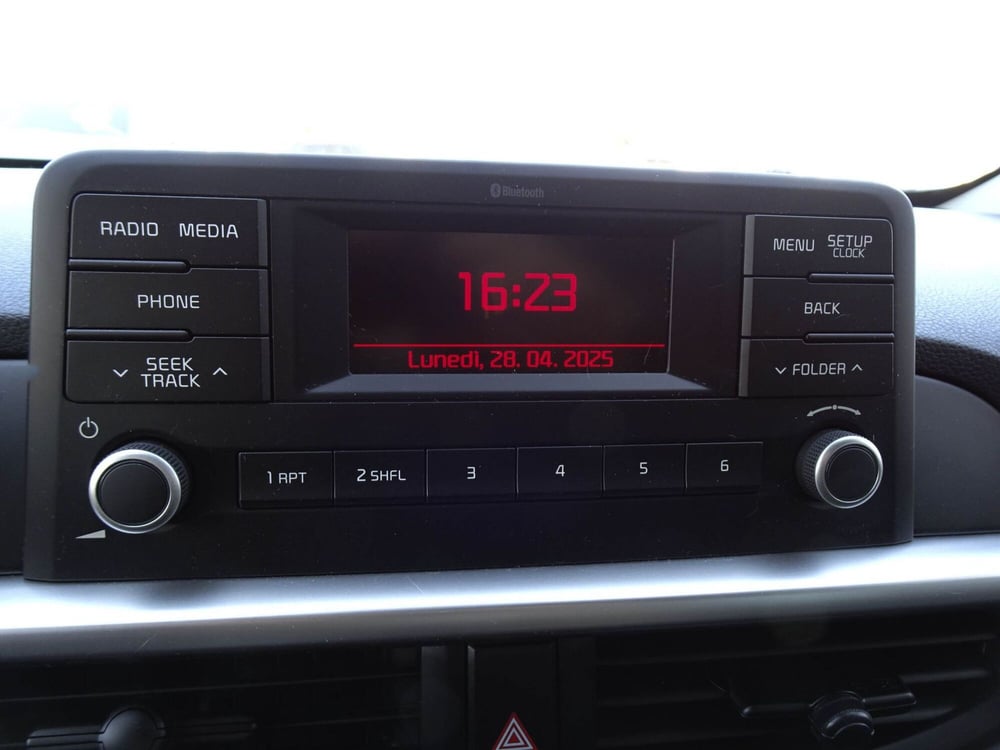 Bluetooth
RADIO MEDIA
PHONE
SEEK
TRACK
16:23
Lunedì, 28. 04. 2025
MENU SETUP
CLOCK
BACK
FOLDER
1 RPT 2 SHFL 3 4 5 6